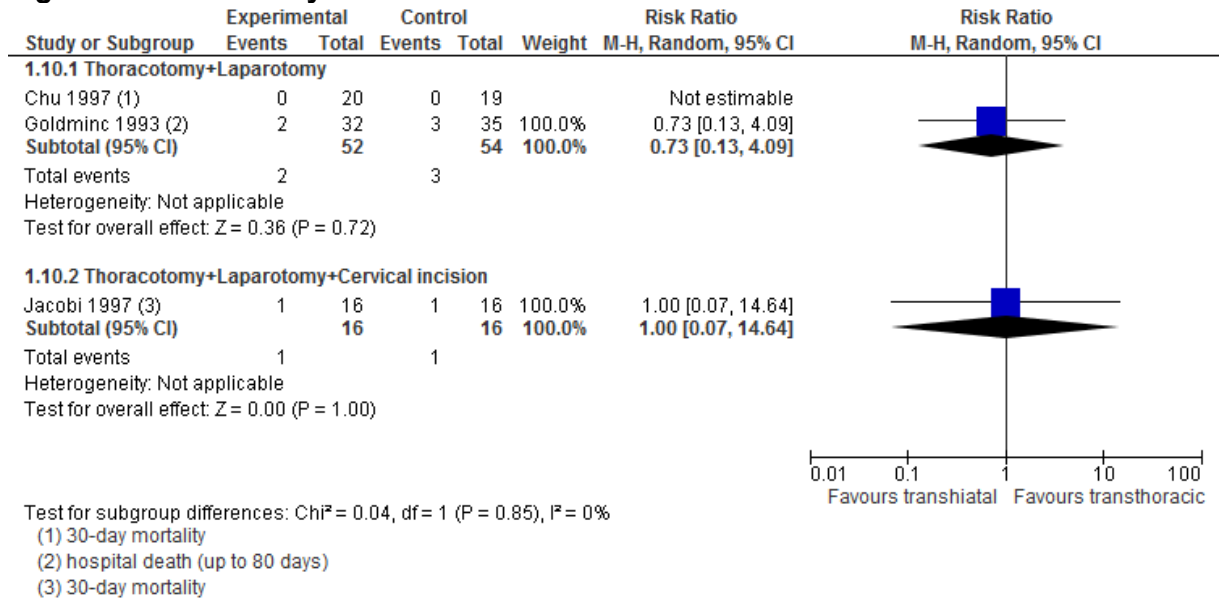 Experimental Control Risk Ratio Risk Ratio
Study or Subgroup Events Total Events Total Weight M-H, Random, 95% CI M-H, Random, 95% CI
1.10.1 Thoracotomy+Laparotomy
Chu 1997 (1) 0 20 0 19 Not estimable
Goldminc 1993 (2) 2 32 3 35 100.0% 0.73 [0.13, 4.09]
Subtotal (95% CI) 52 54 100.0% 0.73 [0.13, 4.09]
Total events 2 3
Heterogeneity: Not applicable
Test for overall effect: Z = 0.36 (P = 0.72)
1.10.2 Thoracotomy+Laparotomy+Cervical incision
Jacobi 1997 (3) 1 16 1 16 100.0% 1.00 [0.07, 14.64]
Subtotal (95% CI) 16 16 100.0% 1.00 [0.07, 14.64]
Total events 1 1
Heterogeneity: Not applicable
Test for overall effect: Z = 0.00 (P = 1.00)
0.01 0.1 1 10 100
Favours transhiatal Favours transthoracic
Test for subgroup differences: Chi² = 0.04, df = 1 (P = 0.85), I² = 0%
(1) 30-day mortality
(2) hospital death (up to 80 days)
(3) 30-day mortality